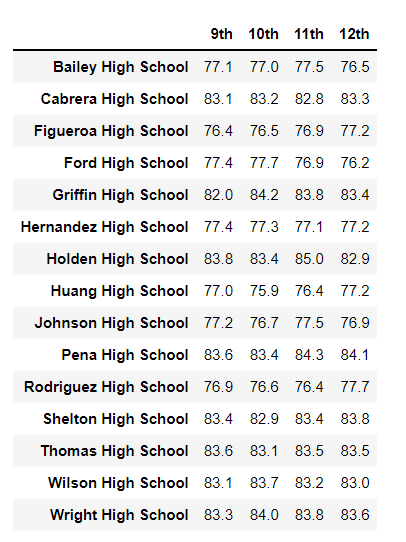 9th 10th 11th 12th
Bailey High School 77.1 77.0 77.5 76.5
Cabrera High School 83.1 83.2 82.8 83.3
Figueroa High School 76.4 76.5 76.9 77.2
Ford High School 77.4 77.7 76.9 76.2
Griffin High School 82.0 84.2 83.8 83.4
Hernandez High School 77.4 77.3 77.1 77.2
Holden High School 83.8 83.4 85.0 82.9
Huang High School 77.0 75.9 76.4 77.2
Johnson High School 77.2 76.7 77.5 76.9
Pena High School 83.6 83.4 84.3 84.1
Rodriguez High School 76.9 76.6 76.4 77.7
Shelton High School 83.4 82.9 83.4 83.8
Thomas High School 83.6 83.1 83.5 83.5
Wilson High School 83.1 83.7 83.2 83.0
Wright High School 83.3 84.0 83.8 83.6